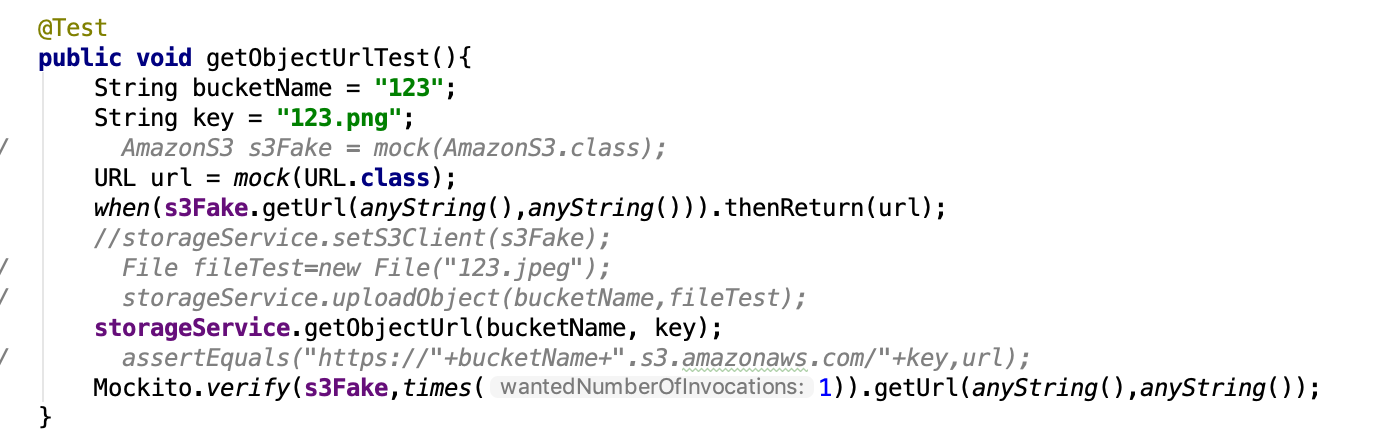 @Test
public void getObjectUrlTest(){
String bucketName = "123";
String key = "123.png";
/ AmazonS3 s3Fake = mock(AmazonS3.class);
URL url = mock(URL.class);
when(s3Fake.getUrl(anyString(),anyString())).thenReturn(url);
//storageService.setS3Client(s3Fake);
/ File fileTest=new File("123.jpeg");
/ storageService.uploadObject(bucketName,fileTest);
storageService.getObjectUrl(bucketName, key);
/ assertEquals("https://"+bucketName+".s3.amazonaws.com/"+key,url);
Mockito.verify(s3Fake,times( wantedNumberOfInvocations: 1)).getUrl(anyString(),anyString());
}